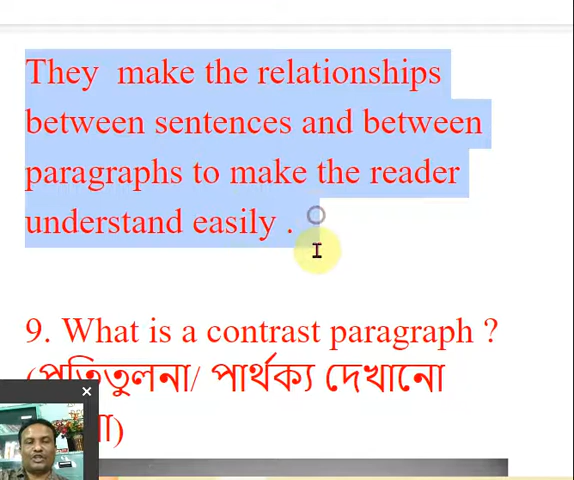 They make the relationships
between sentences and between
paragraphs to make the reader
understand easily .
9. What is a contrast paragraph ?
(প্রতিতুলনা/ পার্থক্য দেখানো